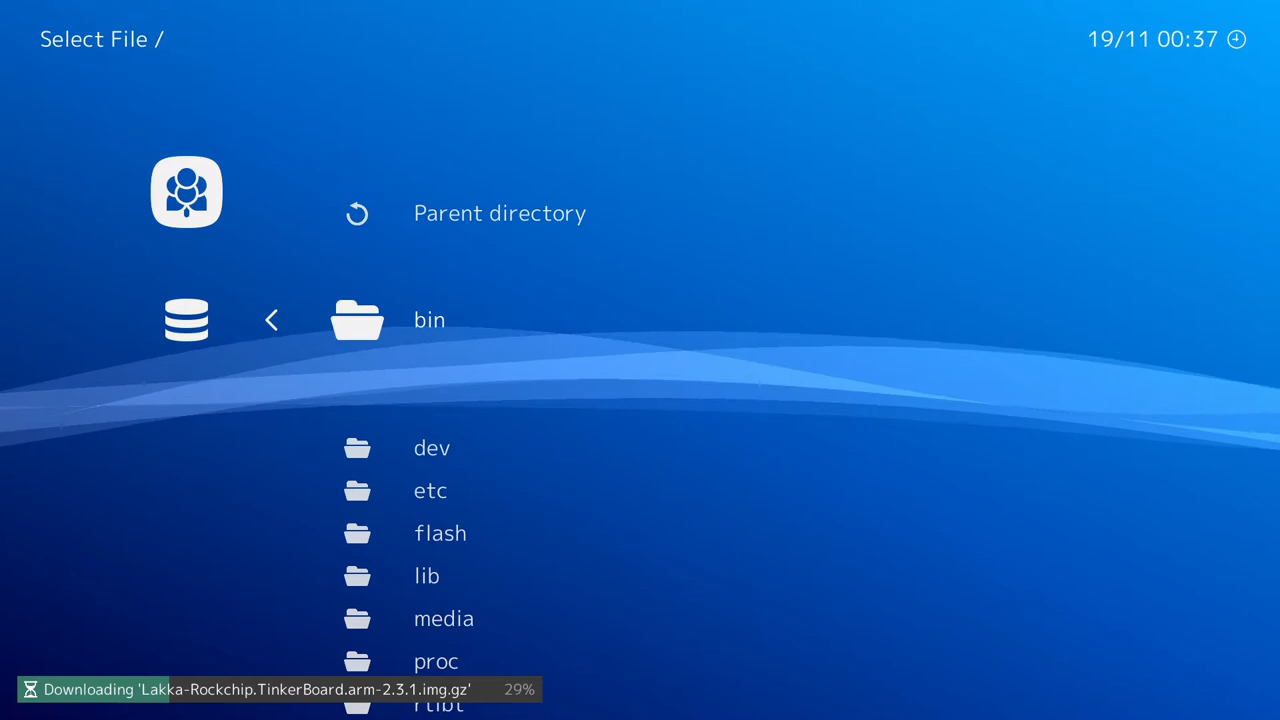 Select File /
19/11 00:37
Parent directory
bin
dev
etc
flash
lib
media
proc
Downloading 'Lakka-Rockchip.TinkerBoard.arm-2.3.1.img.gz' 29%